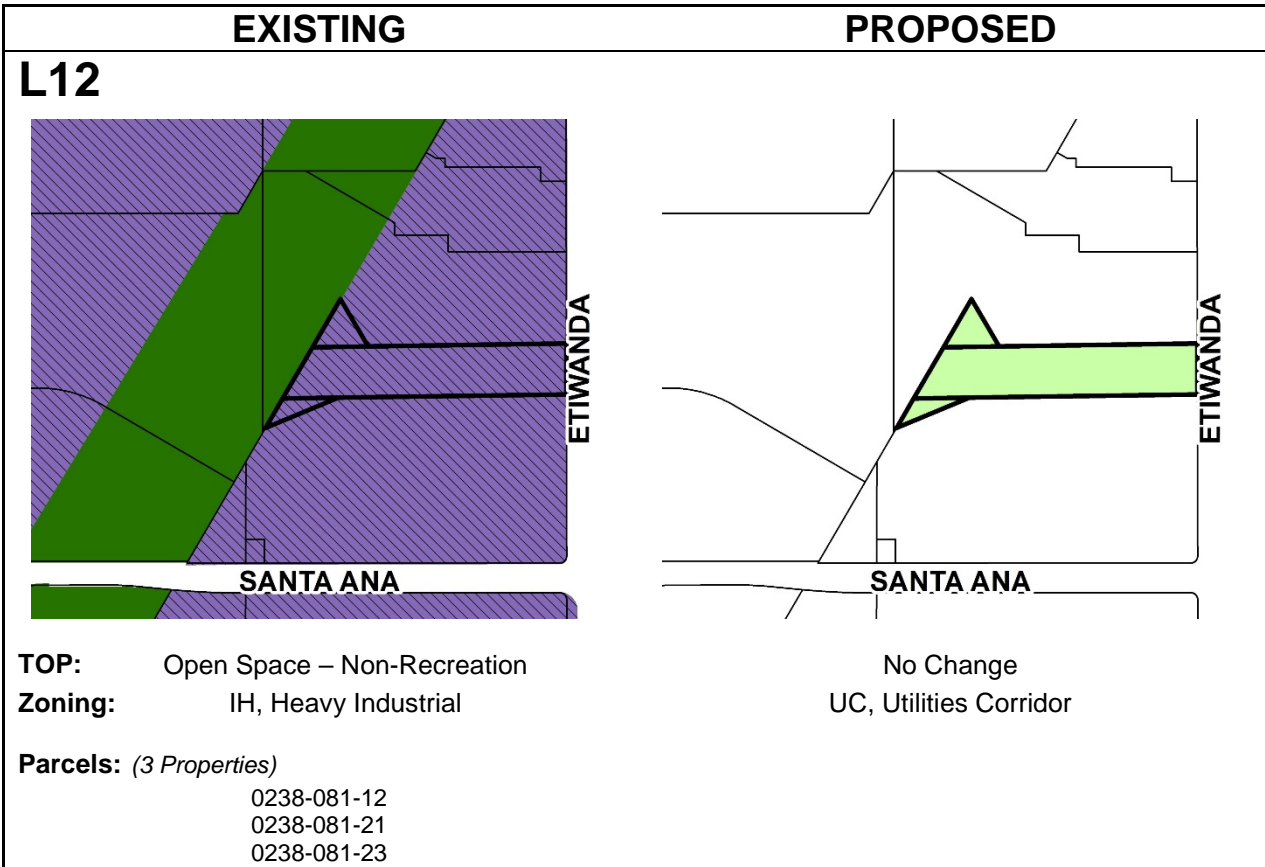 EXISTING PROPOSED
L12
ETIWANDA
SANTA ANA
ETIWANDA
SANTA ANA
TOP: Open Space – Non-Recreation No Change
Zoning: IH, Heavy Industrial UC, Utilities Corridor
Parcels: (3 Properties)
0238-081-12
0238-081-21
0238-081-23